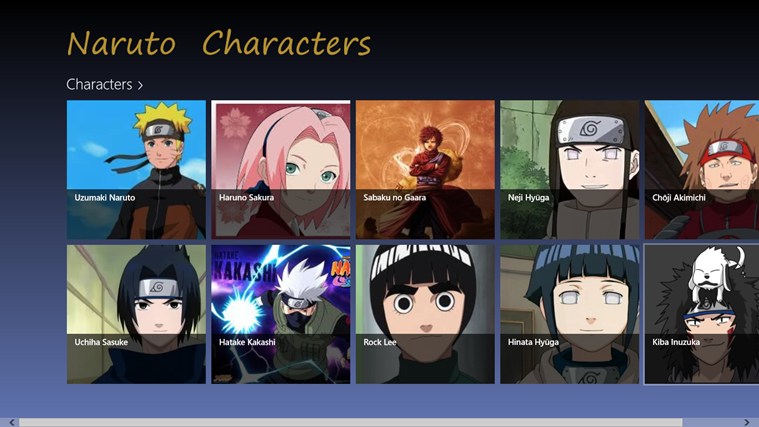 Naruto Characters
Characters >
Uzumaki Naruto
Haruno Sakura
Sabaku no Gaara
Neji Hyūga
Chōji Akimichi
HATAKE
KAKASHI
Uchiha Sasuke
Hatake Kakashi
Rock Lee
Hinata Hyūga
Kiba Inuzuka